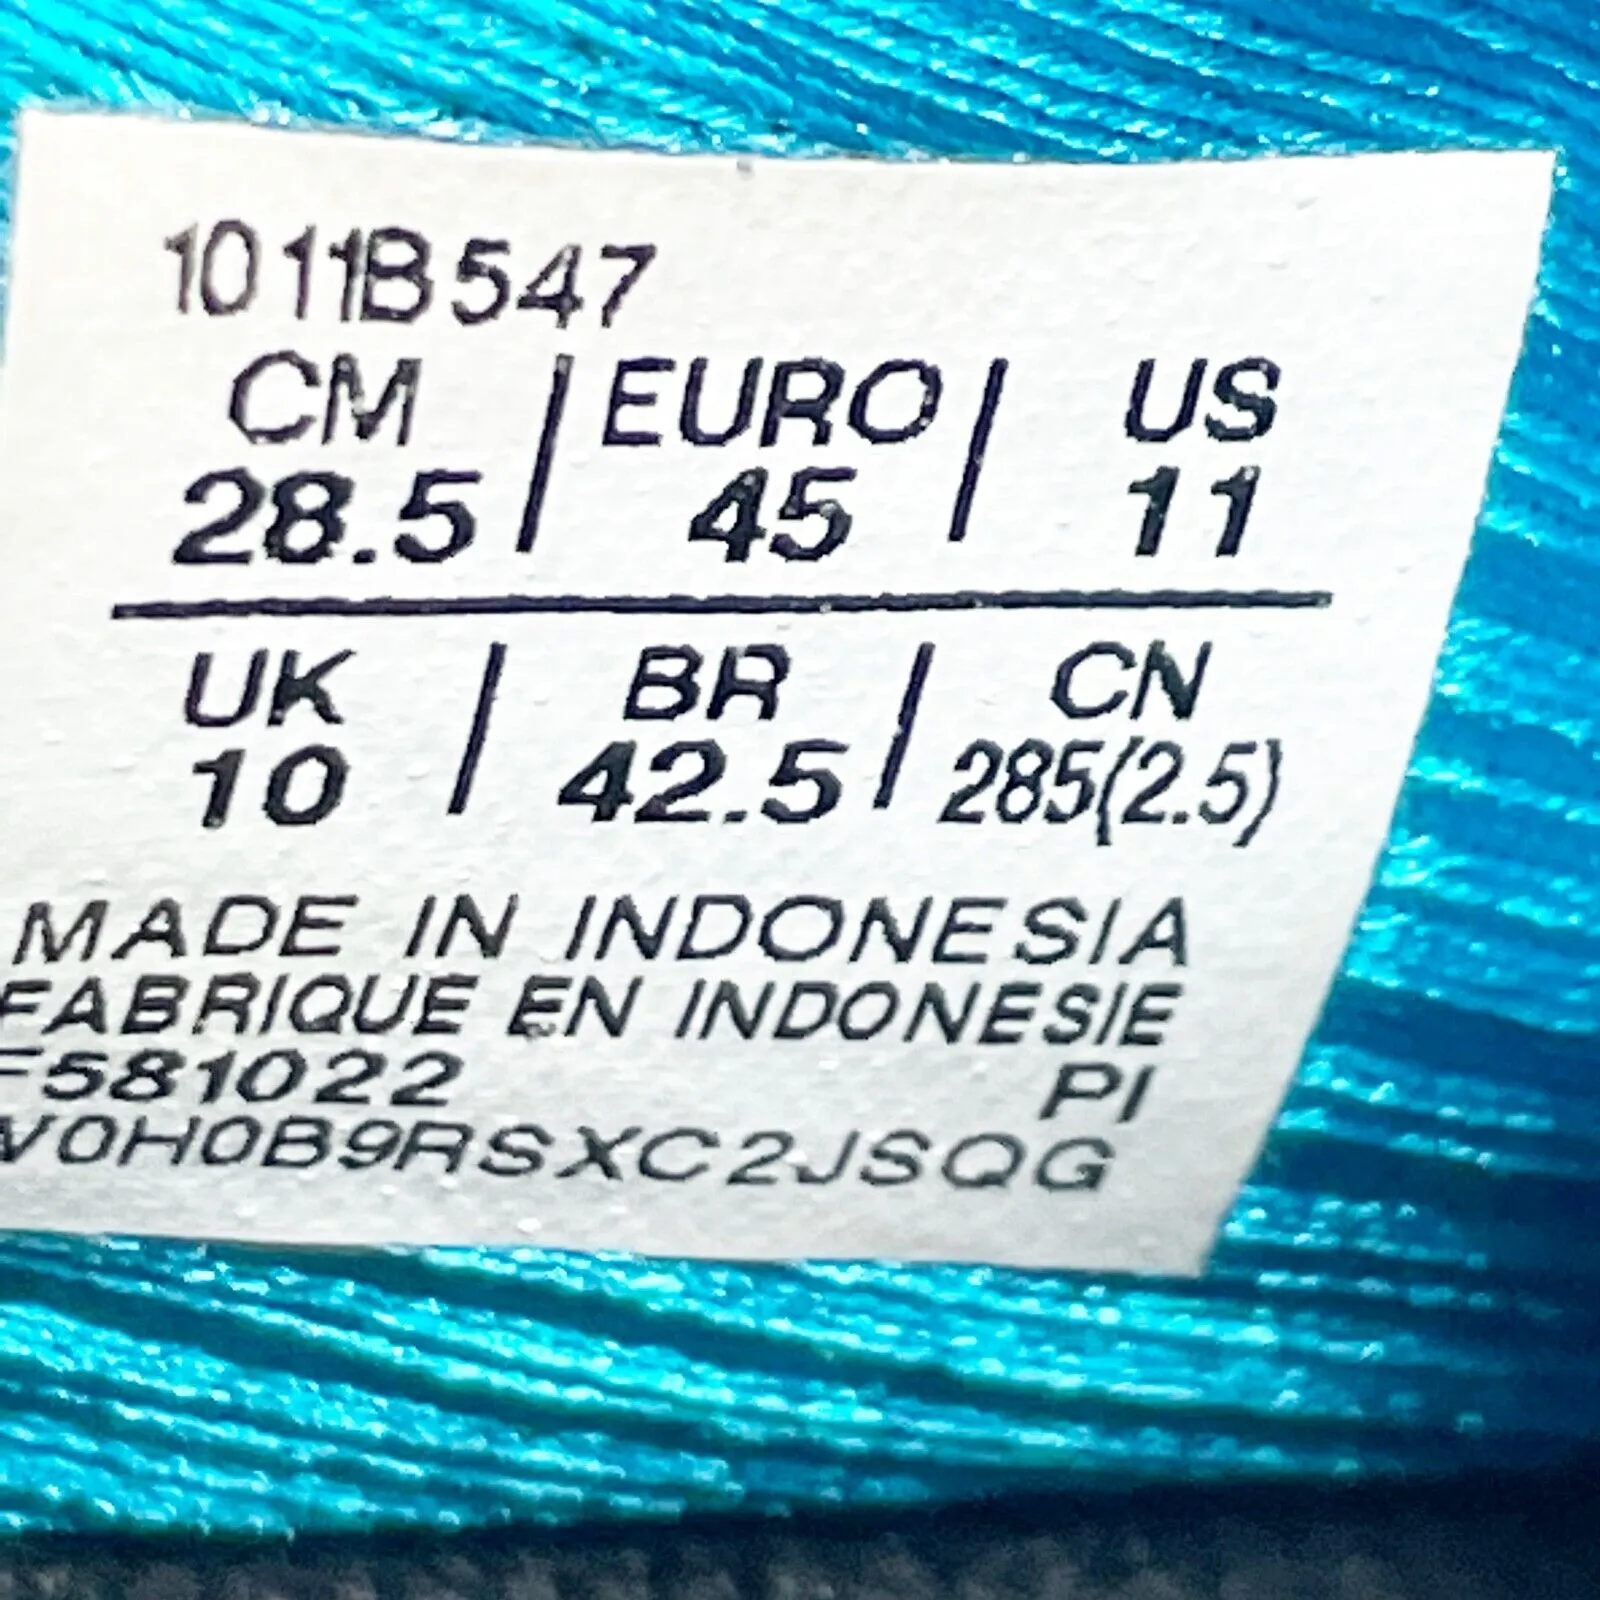 1011B547
CM | EURO | US
28.5 | 45 | 11
UK | BR | CN
10 | 42.5 | 285(2.5)
MADE IN INDONESIA
FABRIQUE EN INDONESIE
F581022 PI
V0H0B9RSXC2JSQG